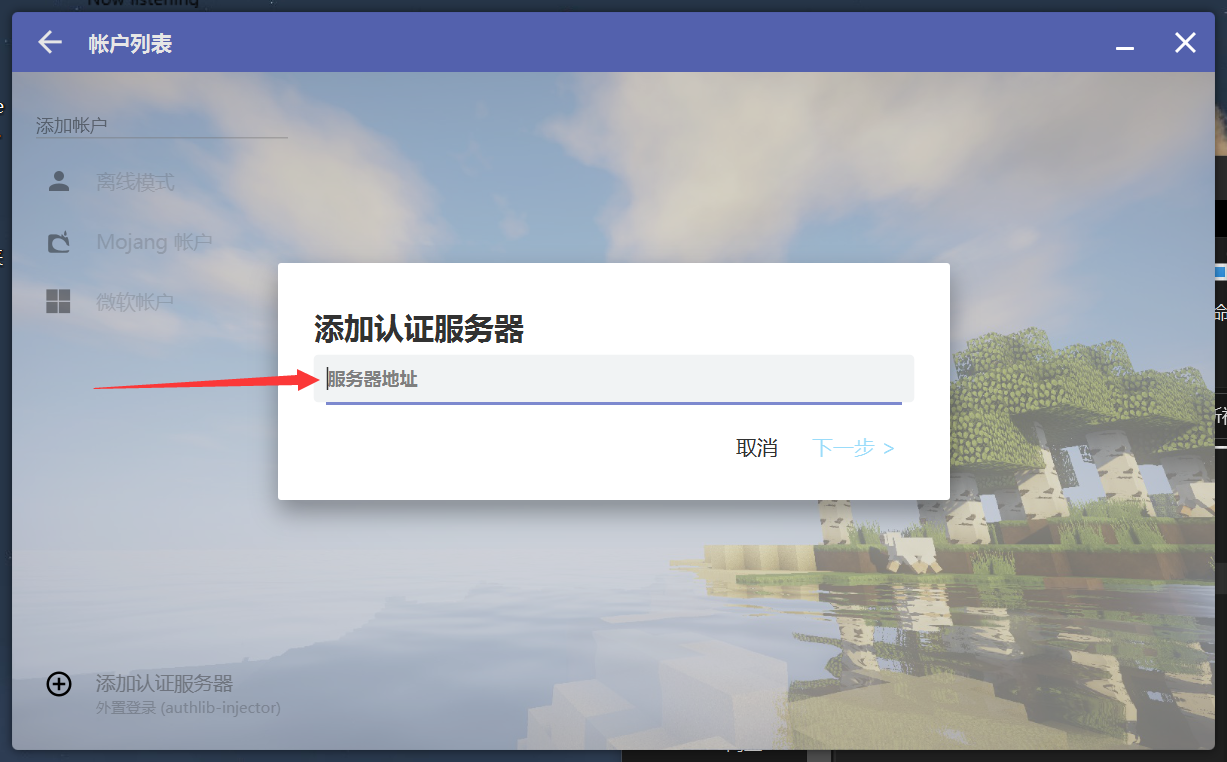 Now listening
帐户列表
添加帐户
离线模式
Mojang 帐户
微软帐户
添加认证服务器
服务器地址
取消 下一步 >
添加认证服务器
外置登录 (authlib-injector)